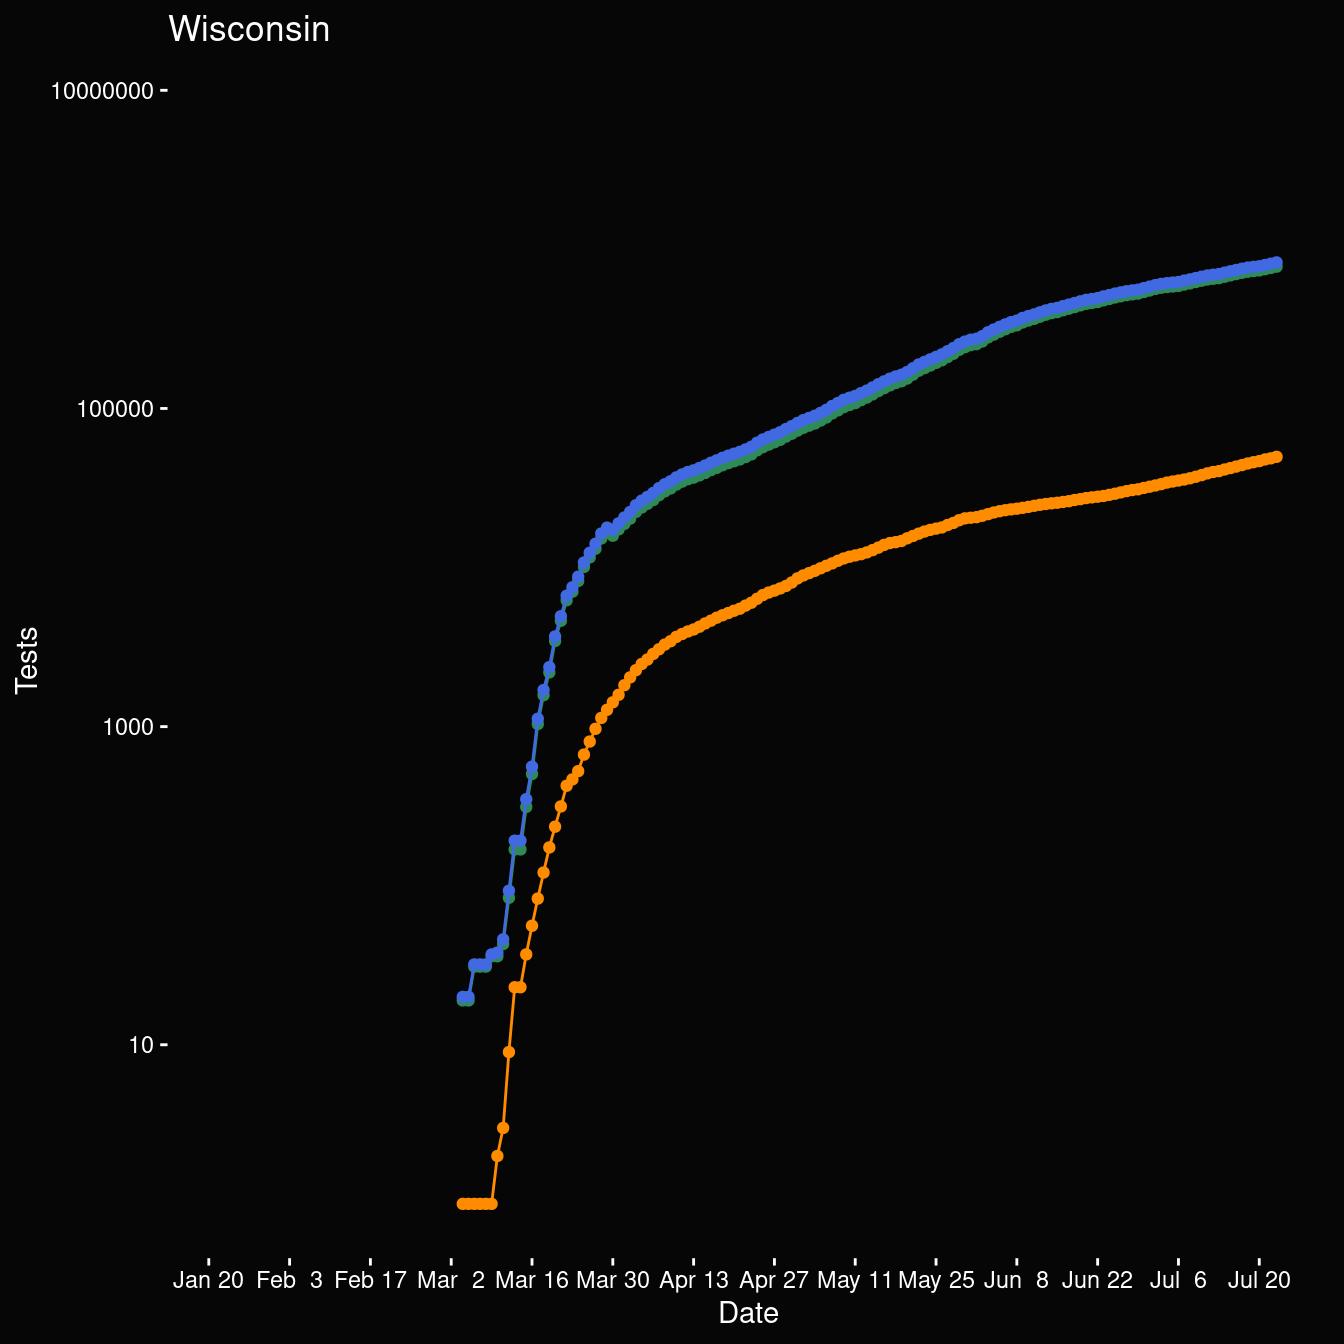 Wisconsin
10000000
100000
1000
10
Tests
Jan 20 Feb 3 Feb 17 Mar 2 Mar 16 Mar 30 Apr 13 Apr 27 May 11 May 25 Jun 8 Jun 22 Jul 6 Jul 20
Date